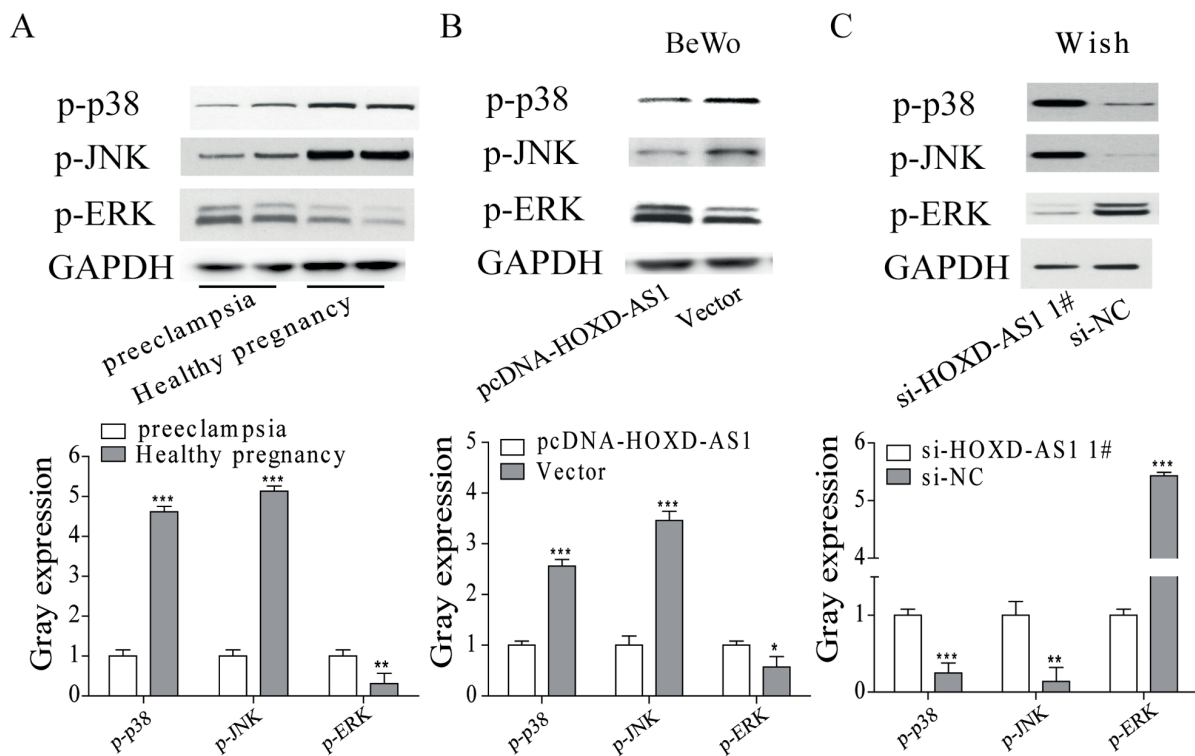 A
p-p38
p-JNK
p-ERK
GAPDH
preeclampsia
Healthy pregnancy
preeclampsia
Healthy pregnancy
Gray expression
6
5
4
3
2
1
0
***
***
**
p-p38
p-JNK
p-ERK
B
BeWo
p-p38
p-JNK
p-ERK
GAPDH
pcDNA-HOXD-AS1
Vector
pcDNA-HOXD-AS1
Vector
Gray expression
5
4
3
2
1
0
***
***
*
p-p38
p-JNK
p-ERK
C
Wish
p-p38
p-JNK
p-ERK
GAPDH
si-HOXD-AS1 1#
si-NC
si-HOXD-AS1 1#
si-NC
Gray expression
6
5
4
1
0
***
**
***
p-p38
p-JNK
p-ERK